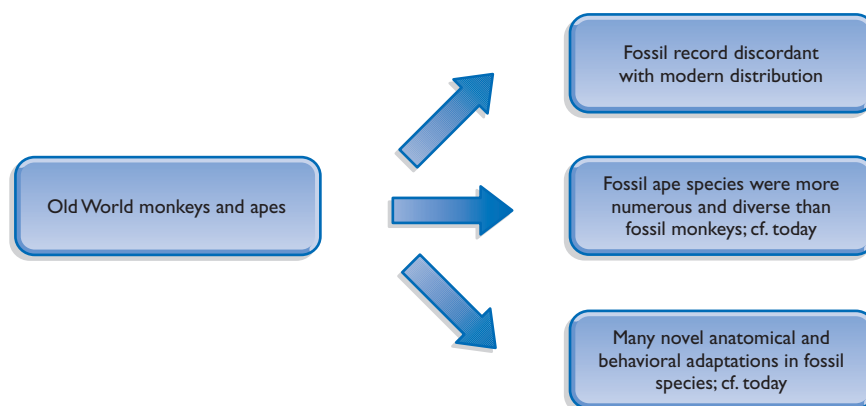 Old World monkeys and apes
Fossil record discordant
with modern distribution
Fossil ape species were more
numerous and diverse than
fossil monkeys; cf. today
Many novel anatomical and
behavioral adaptations in fossil
species; cf. today